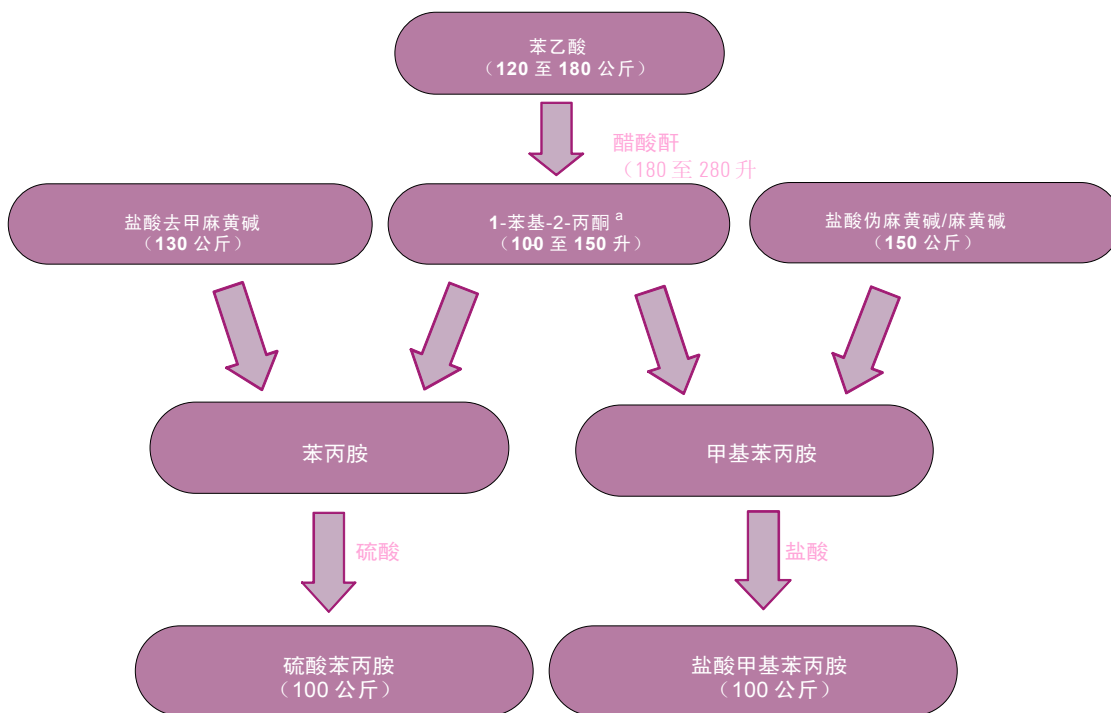 苯乙酸
（120 至 180 公斤）
醋酸酐
（180 至 280 升
盐酸去甲麻黄碱
（130 公斤）
1-苯基-2-丙酮 a
（100 至 150 升）
盐酸伪麻黄碱/麻黄碱
（150 公斤）
苯丙胺
甲基苯丙胺
硫酸
盐酸
硫酸苯丙胺
（100 公斤）
盐酸甲基苯丙胺
（100 公斤）